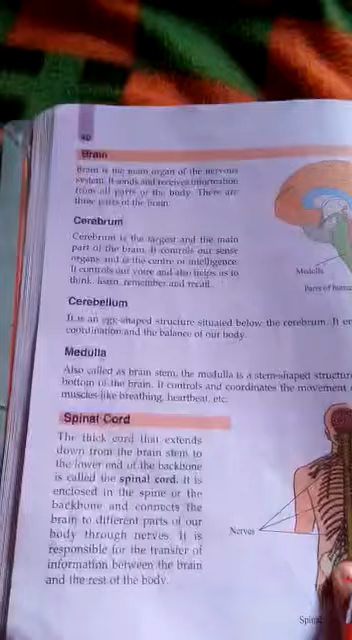 40
Brain
Brain is the main organ of the nervous
system. It sends and receives information
from all parts of the body. There are
three parts of the brain.
Cerebrum
Cerebrum is the largest and the main
part of the brain. It controls our sense
organs and is the centre of intelligence.
It controls our voice and also helps us to
think, listen, remember and recall.
Medulla
Parts of
Cerebellum
It is an egg-shaped structure situated below the cerebrum. It
coordination and the balance of our body.
Medulla
Also called as brain stem, the medulla is a stem-shaped
bottom of the brain. It controls and coordinates the movement
muscles like breathing, heartbeat, etc.
Spinal Cord
The thick cord that extends
down from the brain stem to
the lower end of the backbone
is called the spinal cord. It is
enclosed in the spine or the
backbone and connects the
brain to different parts of our
body through nerves. It is
responsible for the transfer of
information between the brain
and the rest of the body.
Nerves
Spinal